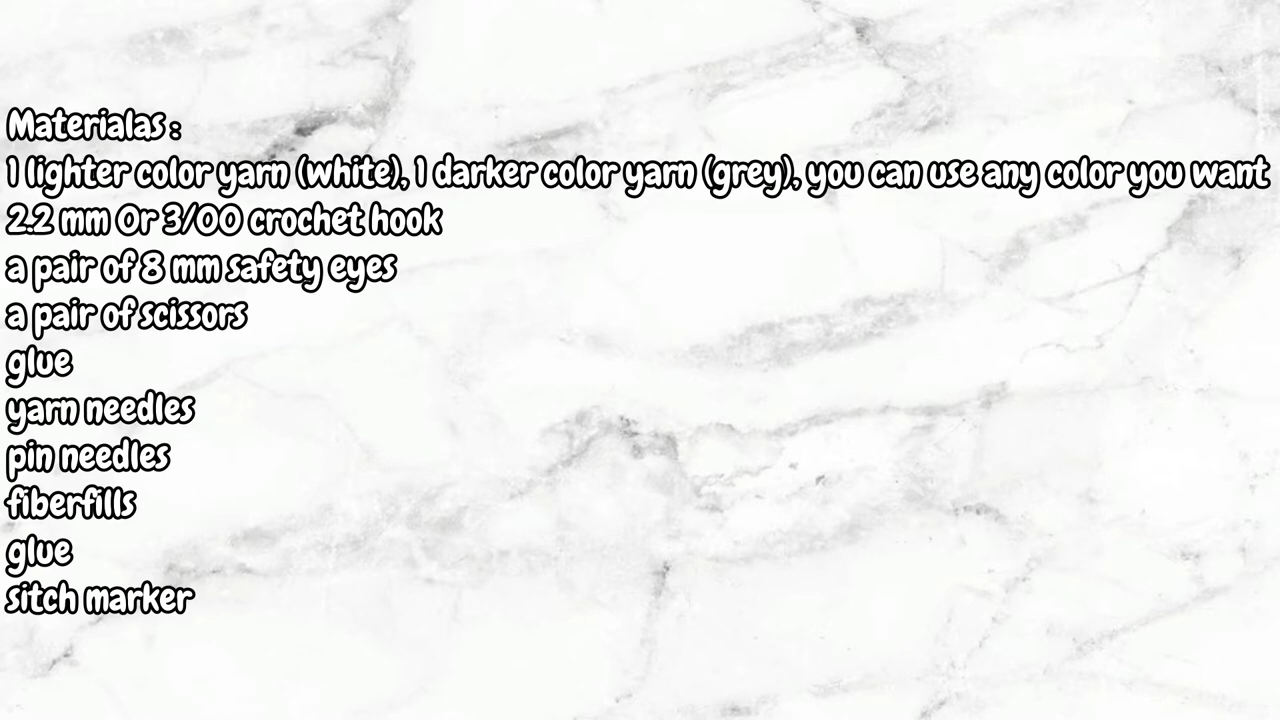 Materialas :
1 lighter color yarn (white), 1 darker color yarn (grey), you can use any color you want
2.2 mm Or 3/00 crochet hook
a pair of 8 mm safety eyes
a pair of scissors
glue
yarn needles
pin needles
fiberfills
glue
sitch marker